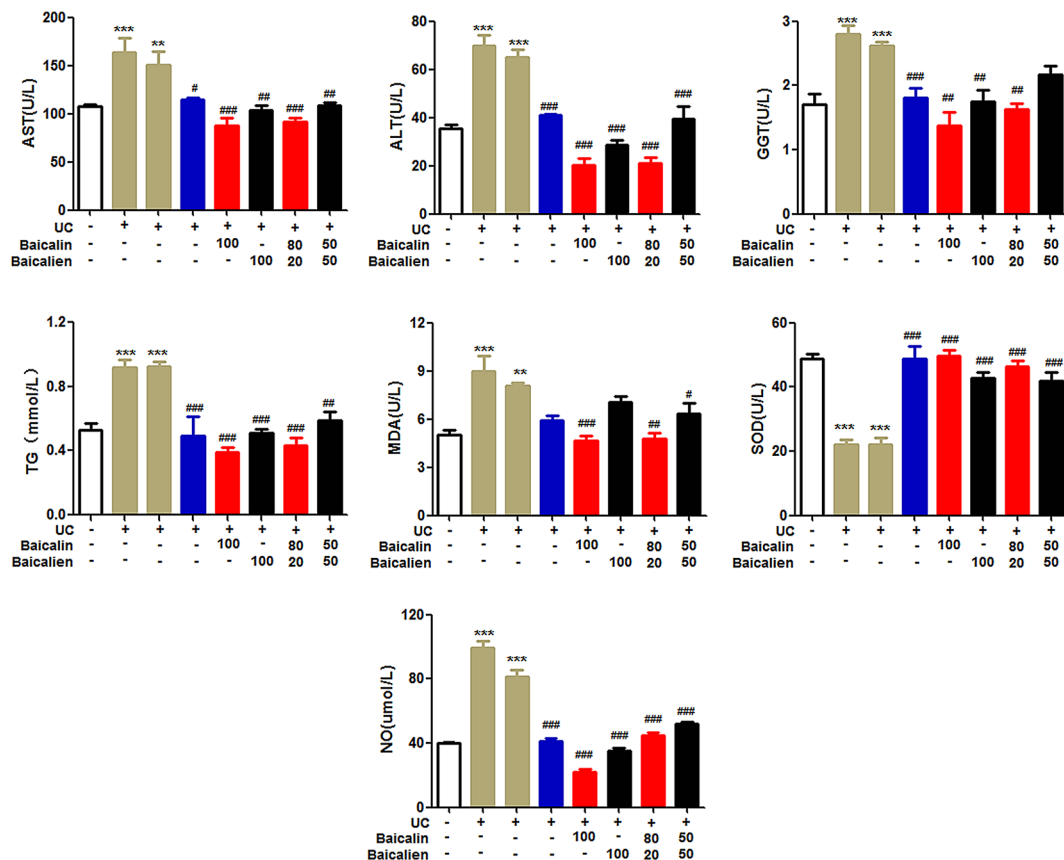 200
150
100
50
0
AST(U/L)
*** ** # ### ## ### ##
UC - + + + + + + +
Baicalin - - - - 100 - 80 50
Baicalien - - - - - 100 20 50
80
60
40
20
0
ALT(U/L)
*** *** ### ### ### ### ###
UC - + + + + + + +
Baicalin - - - - 100 - 80 50
Baicalien - - - - - 100 20 50
3
2
1
0
GGT(U/L)
*** *** ### ## ## ##
UC - + + + + + + +
Baicalin - - - - 100 - 80 50
Baicalien - - - - - 100 20 50
1.2
0.8
0.4
0.0
TG (mmol/L)
*** *** ### ### ### ### ##
UC - + + + + + + +
Baicalin - - - - 100 - 80 50
Baicalien - - - - - 100 20 50
12
9
6
3
0
MDA(U/L)
*** ** ### ## #
UC - + + + + + + +
Baicalin - - - - 100 - 80 50
Baicalien - - - - - 100 20 50
60
40
20
0
SOD(U/L)
*** *** ### ### ### ### ###
UC - + + + + + + +
Baicalin - - - - 100 - 80 50
Baicalien - - - - - 100 20 50
120
80
40
0
NO(umol/L)
*** *** ### ### ### ### ###
UC - + + + + + + +
Baicalin - - - - 100 - 80 50
Baicalien - - - - - 100 20 50